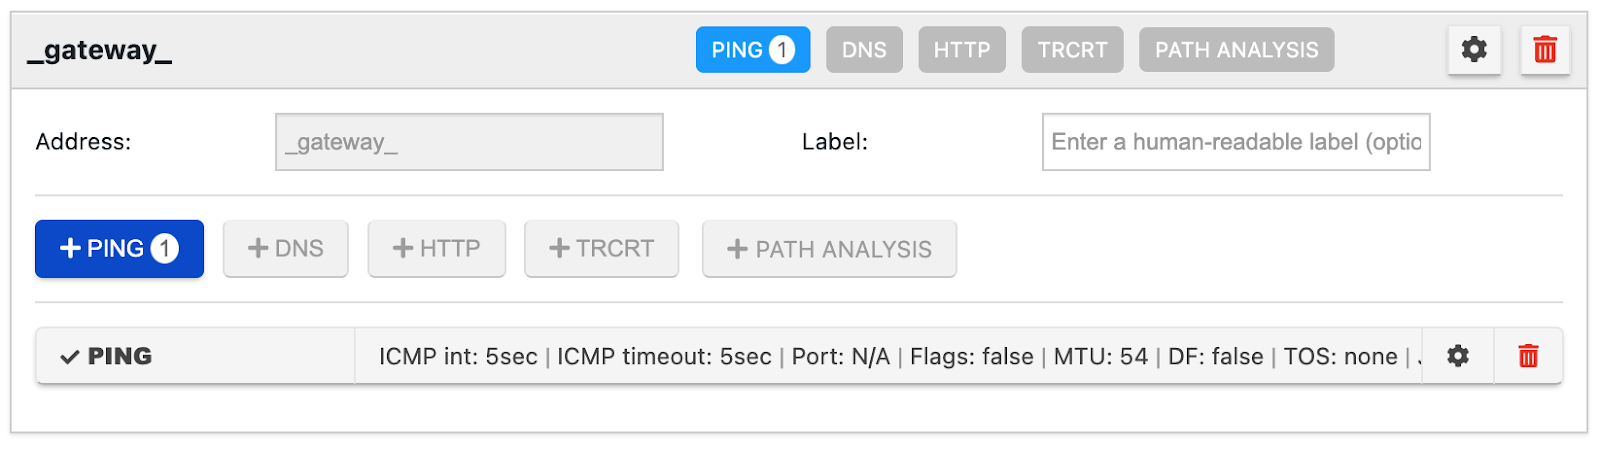 _gateway_ PING 1 DNS HTTP TRCRT PATH ANALYSIS
Address: _gateway_ Label: Enter a human-readable label (optio
+ PING 1 + DNS + HTTP + TRCRT + PATH ANALYSIS
✓ PING ICMP int: 5sec | ICMP timeout: 5sec | Port: N/A | Flags: false | MTU: 54 | DF: false | TOS: none |